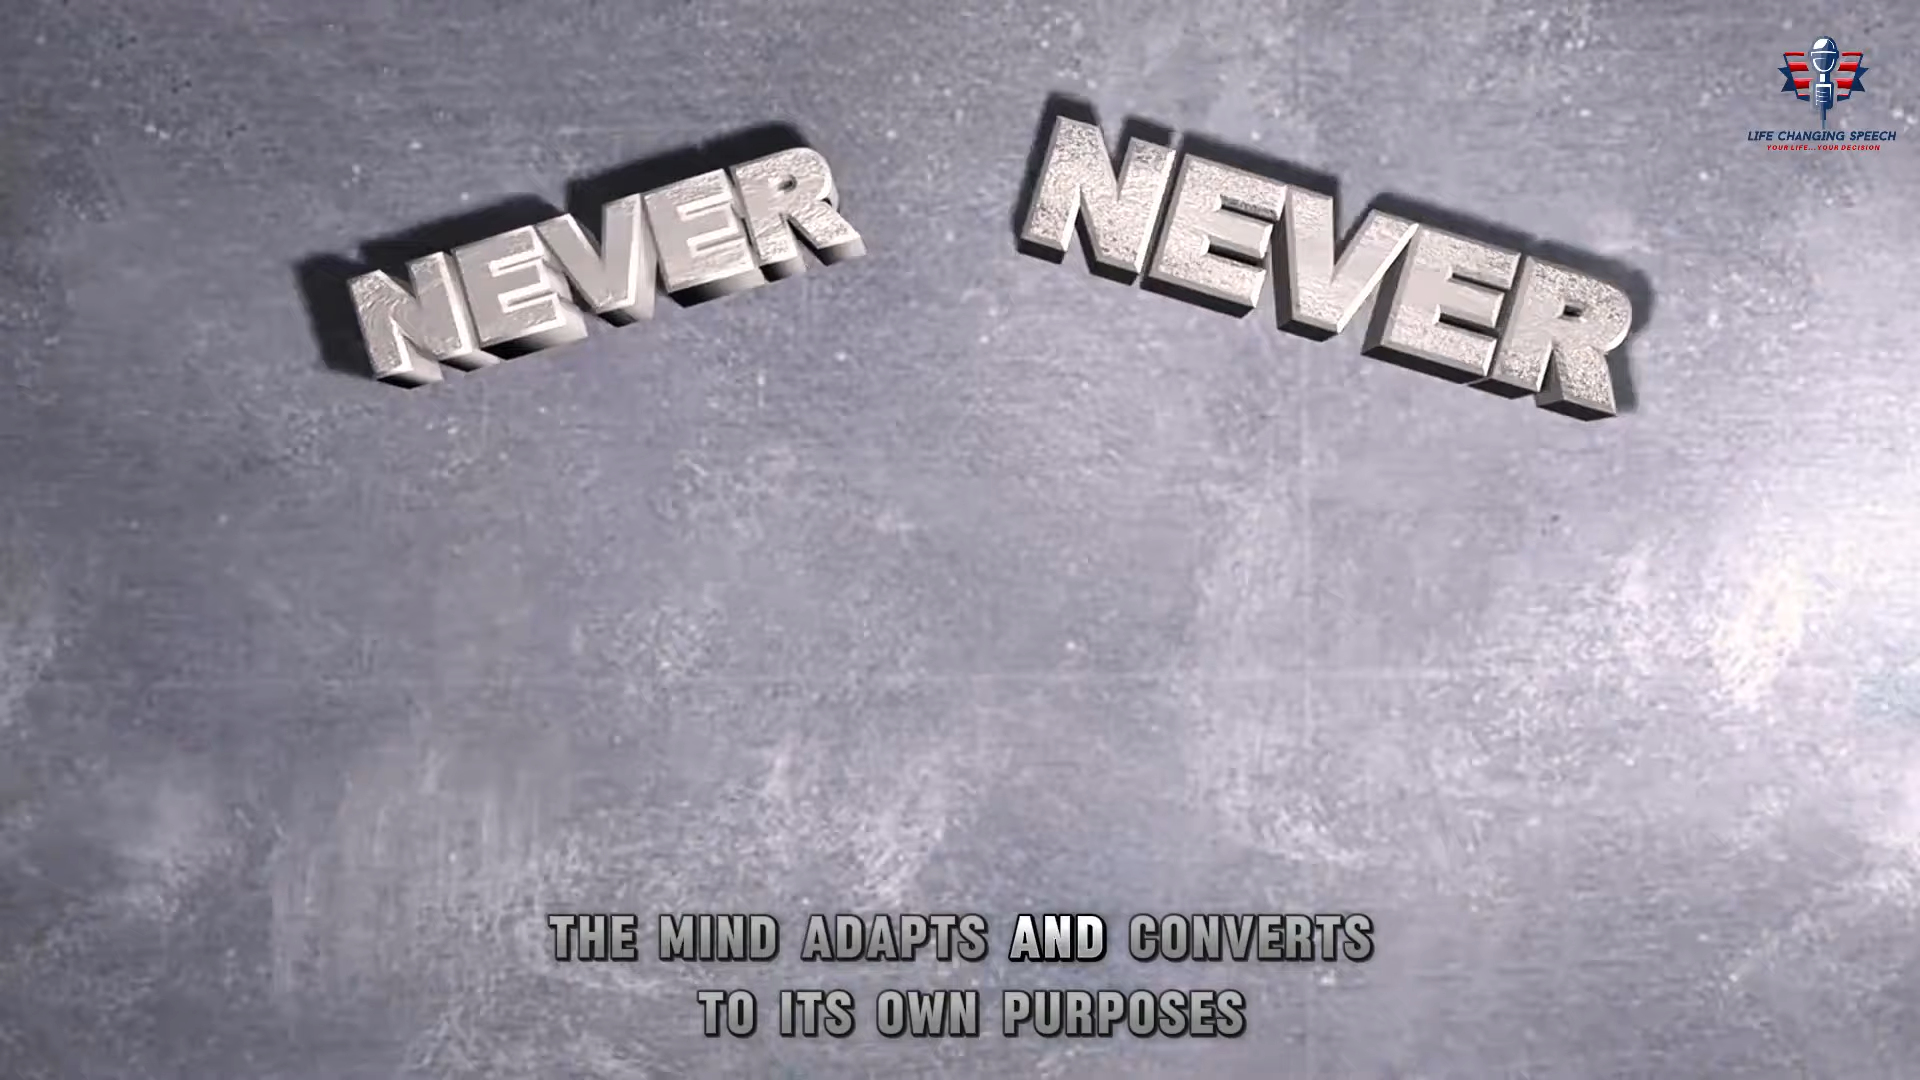 NEVER NEVER
LIFE CHANGING SPEECH
YOUR LIFE...YOUR DECISION
THE MIND ADAPTS AND CONVERTS
TO ITS OWN PURPOSES